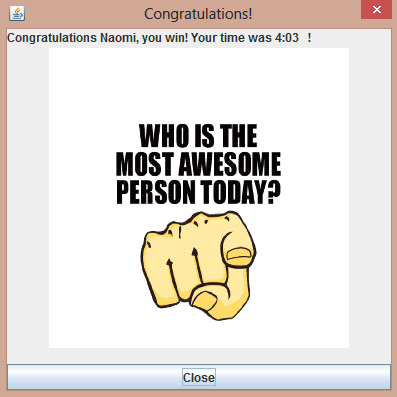 Congratulations!
Congratulations Naomi, you win! Your time was 4:03 !
WHO IS THE
MOST AWESOME
PERSON TODAY?
Close